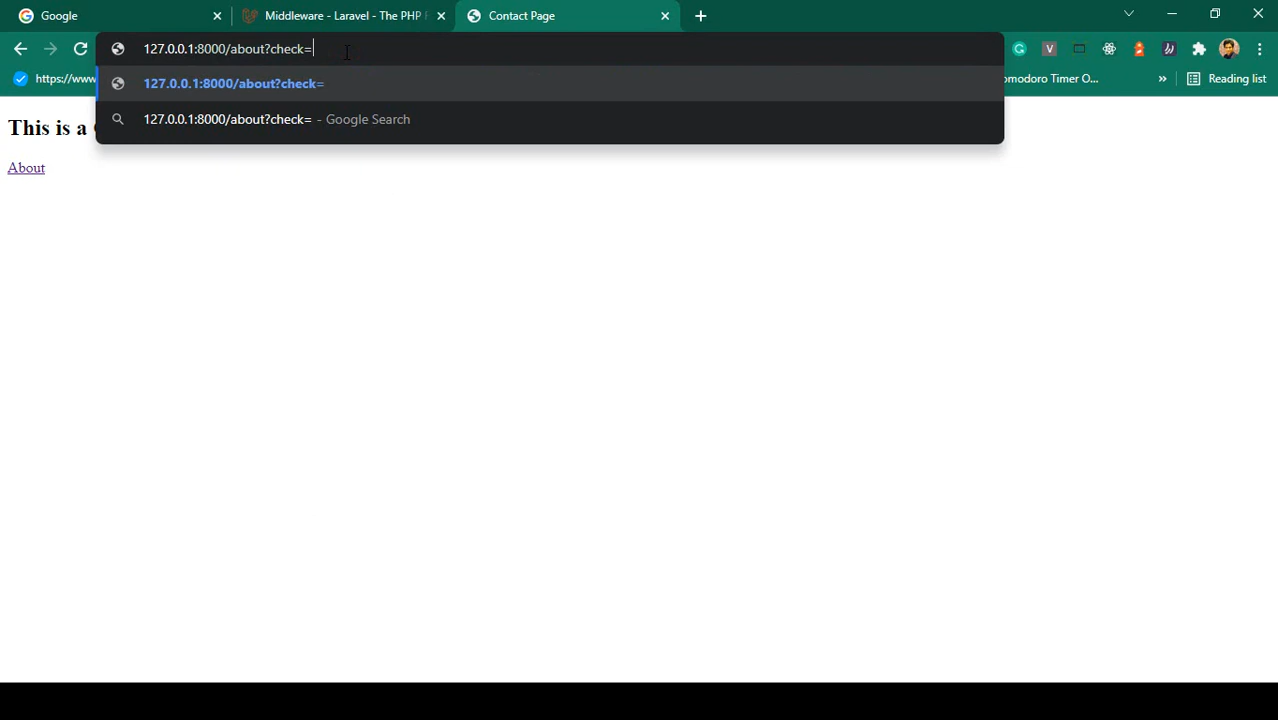 Google
Middleware - Laravel - The PHP
Contact Page
127.0.0.1:8000/about?check=
127.0.0.1:8000/about?check=
127.0.0.1:8000/about?check= - Google Search
https://www
omodoro Timer O...
»
Reading list
This is a
About